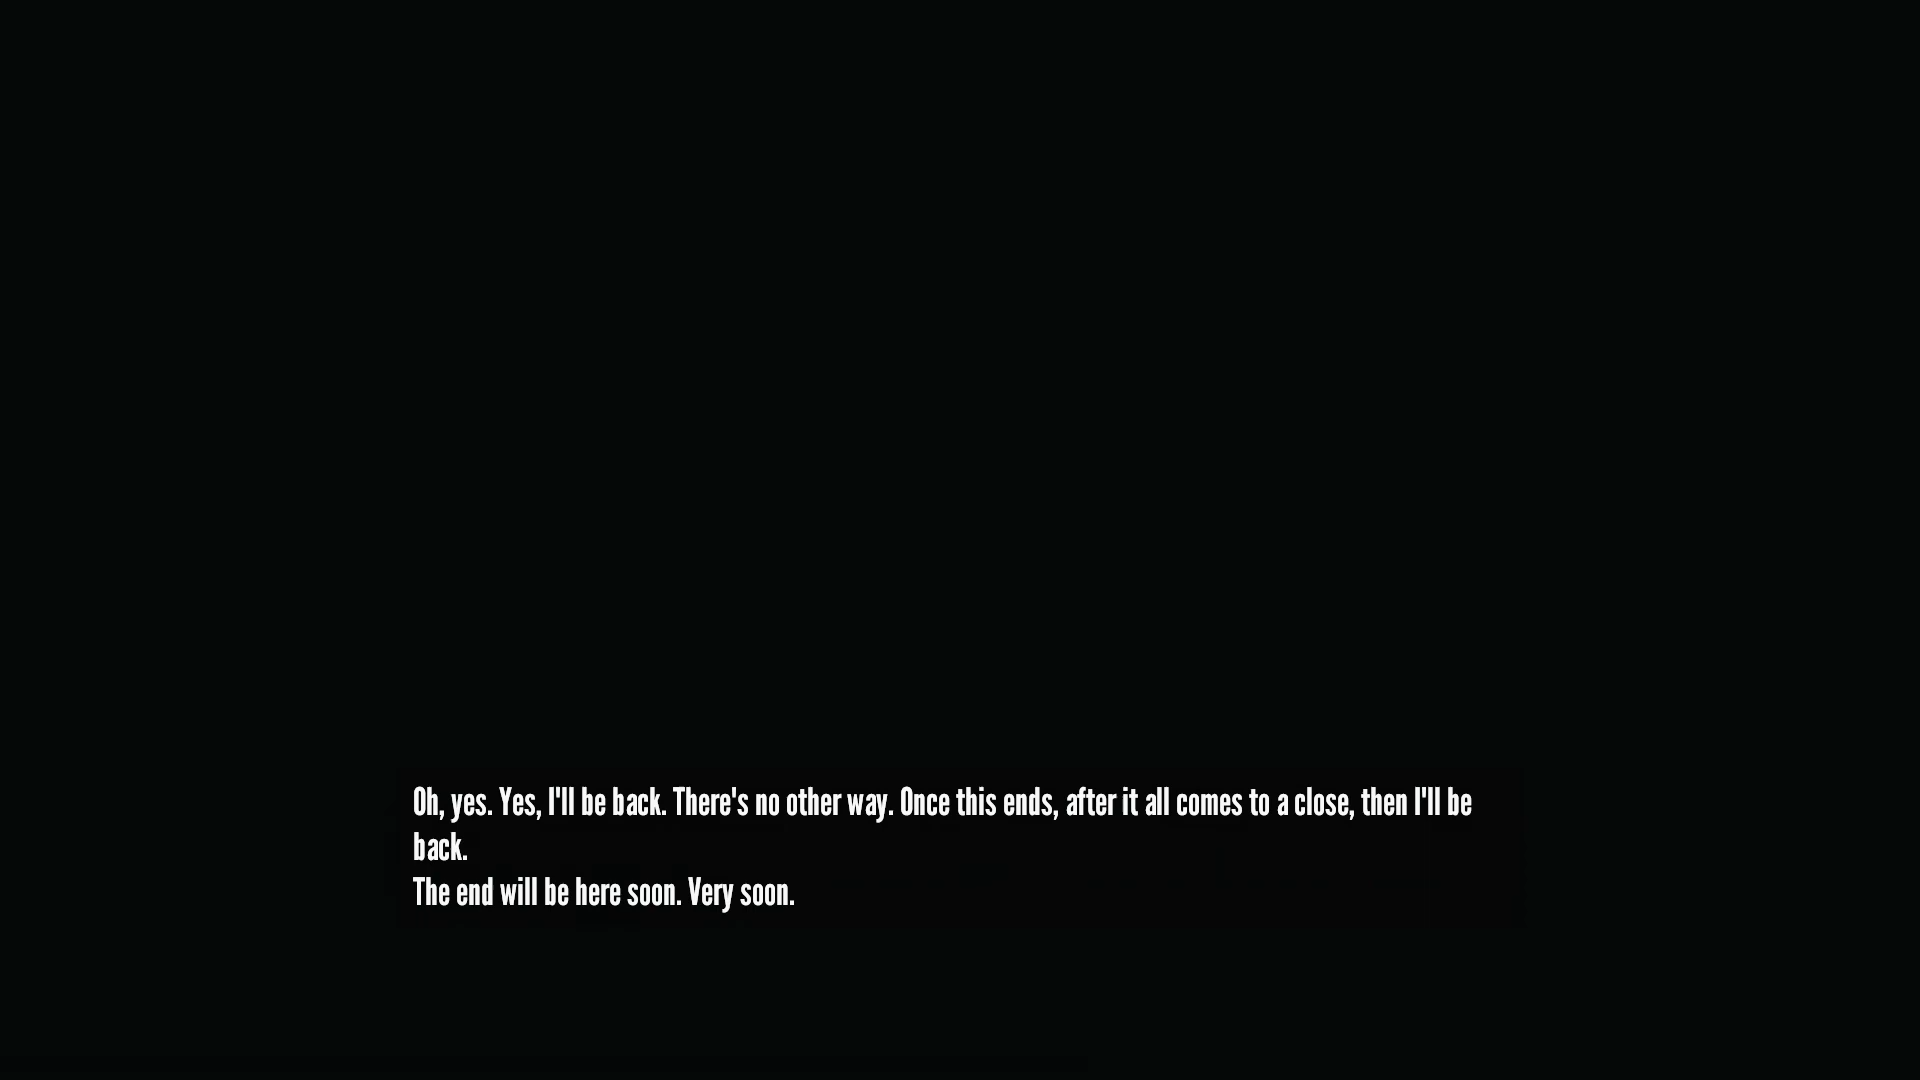 Oh, yes. Yes, I'll be back. There's no other way. Once this ends, after it all comes to a close, then I'll be
back.
The end will be here soon. Very soon.